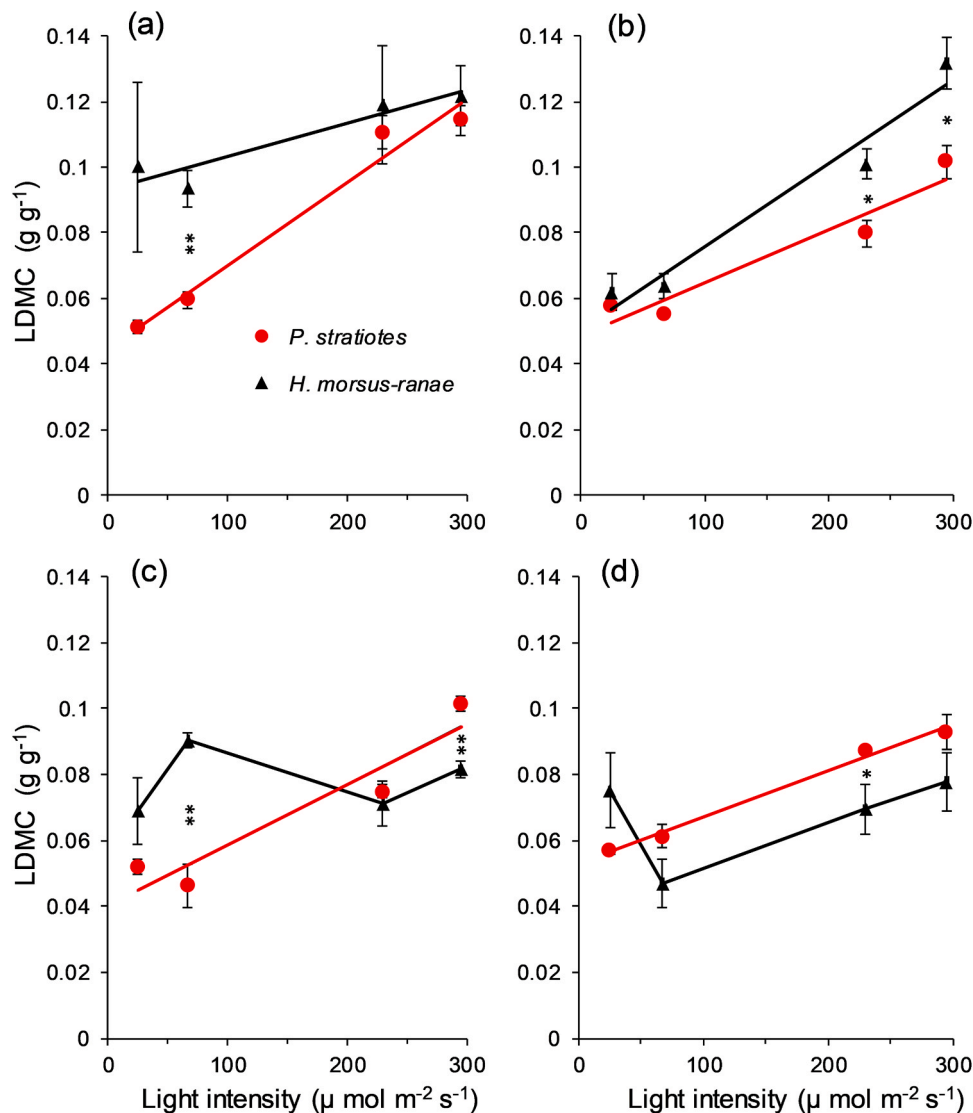 (a)
0.14
0.12
0.1
0.08
0.06
0.04
0.02
0
LDMC (g g⁻¹)
**
P. stratiotes
H. morsus-ranae
0 100 200 300
(b)
0.14
0.12
0.1
0.08
0.06
0.04
0.02
0
*
*
0 100 200 300
(c)
0.14
0.12
0.1
0.08
0.06
0.04
0.02
0
LDMC (g g⁻¹)
**
**
0 100 200 300
Light intensity (µ mol m⁻² s⁻¹)
(d)
0.14
0.12
0.1
0.08
0.06
0.04
0.02
0
*
0 100 200 300
Light intensity (µ mol m⁻² s⁻¹)